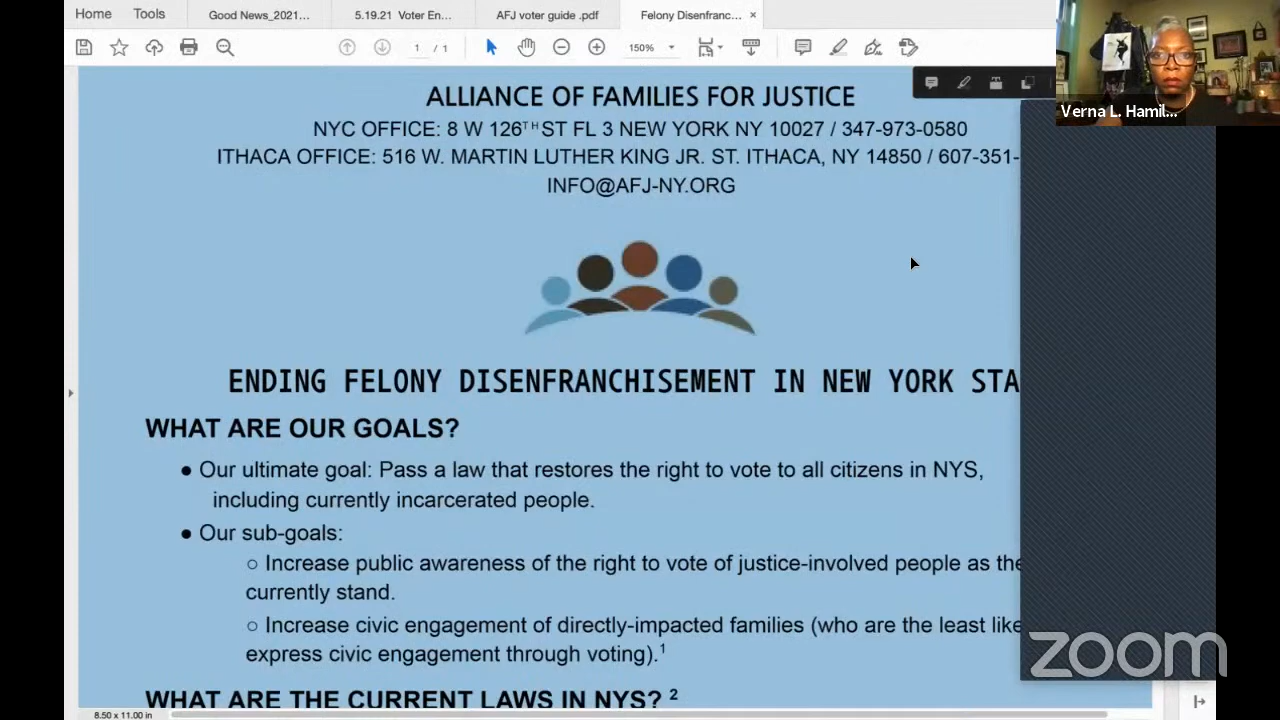 Home Tools Good News_2021... 5.19.21 Voter En... AFJ voter guide .pdf Felony Disenfranc... ×
1 / 1 150%
ALLIANCE OF FAMILIES FOR JUSTICE
NYC OFFICE: 8 W 126TH ST FL 3 NEW YORK NY 10027 / 347-973-0580
Verna L. Hamil...
ITHACA OFFICE: 516 W. MARTIN LUTHER KING JR. ST. ITHACA, NY 14850 / 607-351-
INFO@AFJ-NY.ORG
ENDING FELONY DISENFRANCHISEMENT IN NEW YORK STA
WHAT ARE OUR GOALS?
● Our ultimate goal: Pass a law that restores the right to vote to all citizens in NYS,
including currently incarcerated people.
● Our sub-goals:
○ Increase public awareness of the right to vote of justice-involved people as the
currently stand.
○ Increase civic engagement of directly-impacted families (who are the least like
express civic engagement through voting).1
WHAT ARE THE CURRENT LAWS IN NYS? 2
zoom
8.50 x 11.00 in